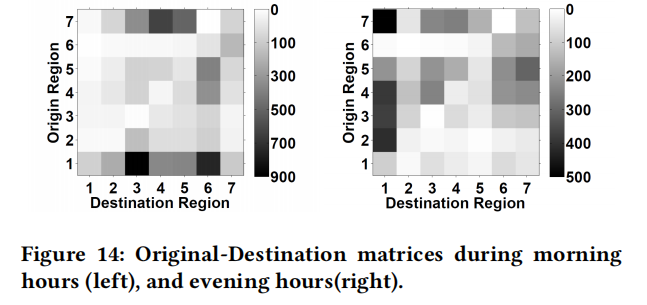 7 6 5 4 3 2 1
Origin Region
1 2 3 4 5 6 7
Destination Region
0 100 300 500 700 900
7 6 5 4 3 2 1
Origin Region
1 2 3 4 5 6 7
Destination Region
0 100 200 300 400 500
Figure 14: Original-Destination matrices during morning
hours (left), and evening hours(right).